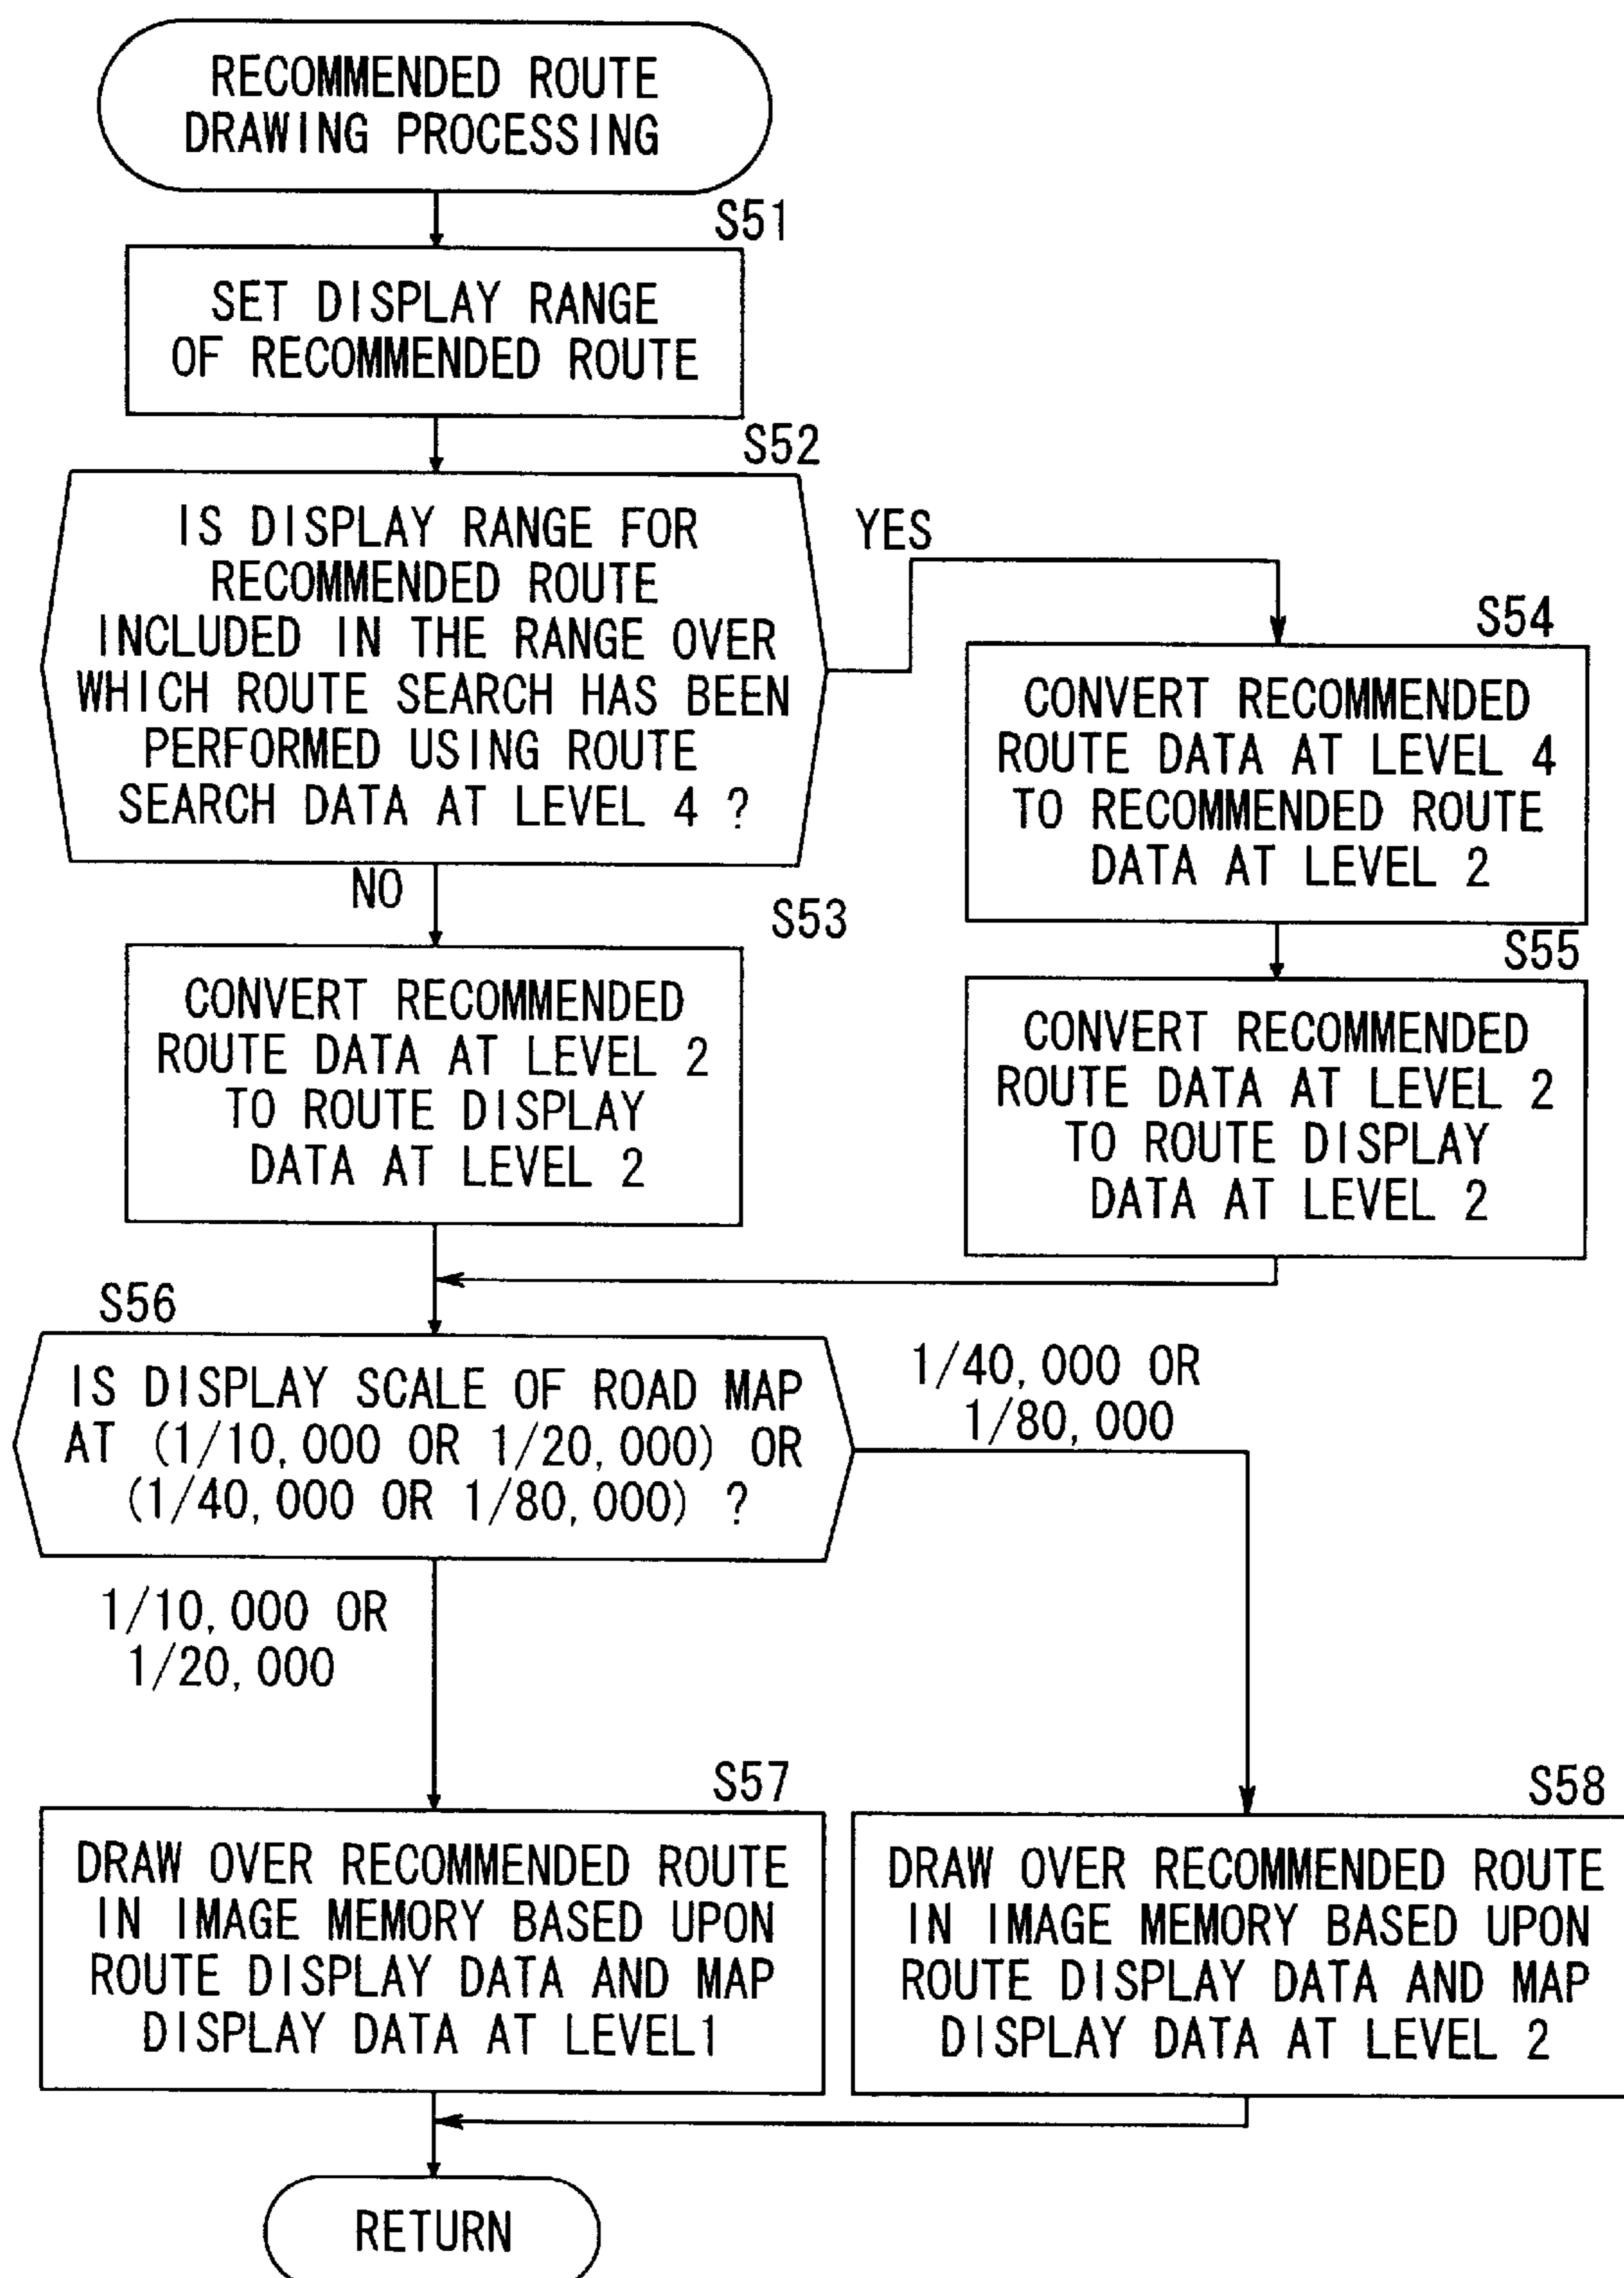 RECOMMENDED ROUTE
DRAWING PROCESSING
S51
SET DISPLAY RANGE
OF RECOMMENDED ROUTE
S52
IS DISPLAY RANGE FOR
RECOMMENDED ROUTE
INCLUDED IN THE RANGE OVER
WHICH ROUTE SEARCH HAS BEEN
PERFORMED USING ROUTE
SEARCH DATA AT LEVEL 4 ?
YES
S54
CONVERT RECOMMENDED
ROUTE DATA AT LEVEL 4
TO RECOMMENDED ROUTE
DATA AT LEVEL 2
NO
S53
CONVERT RECOMMENDED
ROUTE DATA AT LEVEL 2
TO ROUTE DISPLAY
DATA AT LEVEL 2
S55
CONVERT RECOMMENDED
ROUTE DATA AT LEVEL 2
TO ROUTE DISPLAY
DATA AT LEVEL 2
S56
IS DISPLAY SCALE OF ROAD MAP
AT (1/10,000 OR 1/20,000) OR
(1/40,000 OR 1/80,000) ?
1/40,000 OR
1/80,000
1/10,000 OR
1/20,000
S57
DRAW OVER RECOMMENDED ROUTE
IN IMAGE MEMORY BASED UPON
ROUTE DISPLAY DATA AND MAP
DISPLAY DATA AT LEVEL1
S58
DRAW OVER RECOMMENDED ROUTE
IN IMAGE MEMORY BASED UPON
ROUTE DISPLAY DATA AND MAP
DISPLAY DATA AT LEVEL 2
RETURN